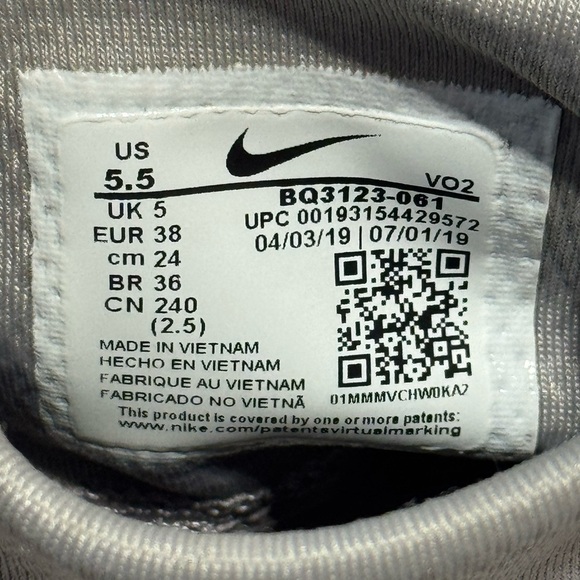 US
5.5
VO2
BQ3123-061
UK 5
UPC 00193154429572
EUR 38
04/03/19 | 07/01/19
cm 24
BR 36
CN 240
(2.5)
MADE IN VIETNAM
HECHO EN VIETNAM
FABRIQUE AU VIETNAM
FABRICADO NO VIETNÃ
01MMMVCHW0KA2
This product is covered by one or more patents:
www.nike.com/patentsvirtualmarking